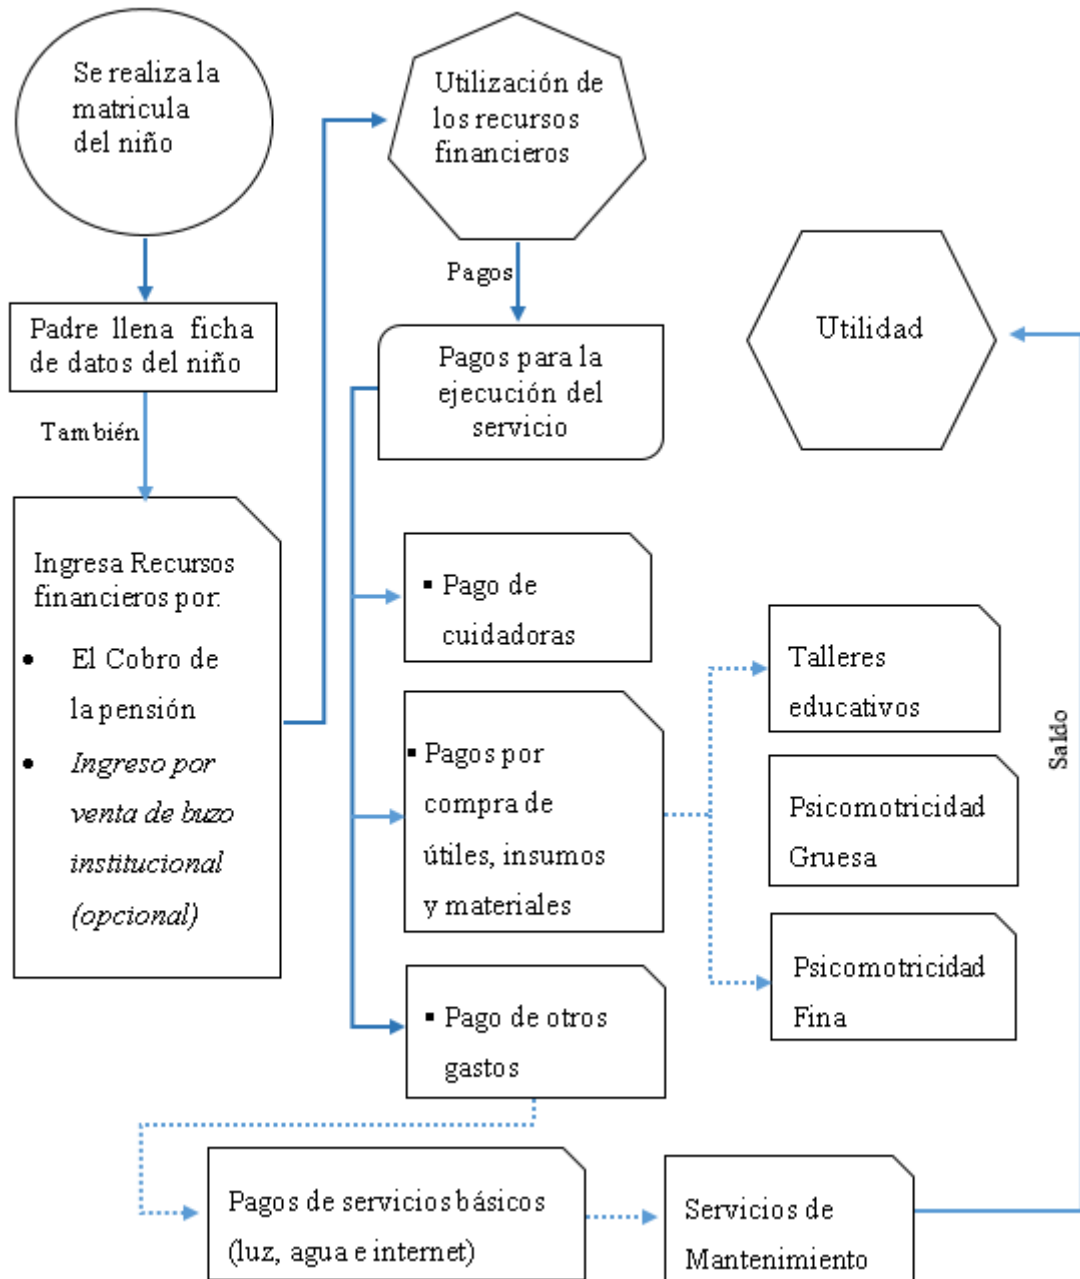 Se realiza la
matricula
del niño
Padre llena ficha
de datos del niño
También
Ingresa Recursos
financieros por:
• El Cobro de
la pensión
• Ingreso por
venta de buzo
institucional
(opcional)
Utilización de
los recursos
financieros
Pagos
Pagos para la
ejecución del
servicio
▪ Pago de
cuidadoras
▪ Pagos por
compra de
útiles, insumos
y materiales
▪ Pago de otros
gastos
Talleres
educativos
Psicomotricidad
Gruesa
Psicomotricidad
Fina
Pagos de servicios básicos
(luz, agua e internet)
Servicios de
Mantenimiento
Saldo
Utilidad